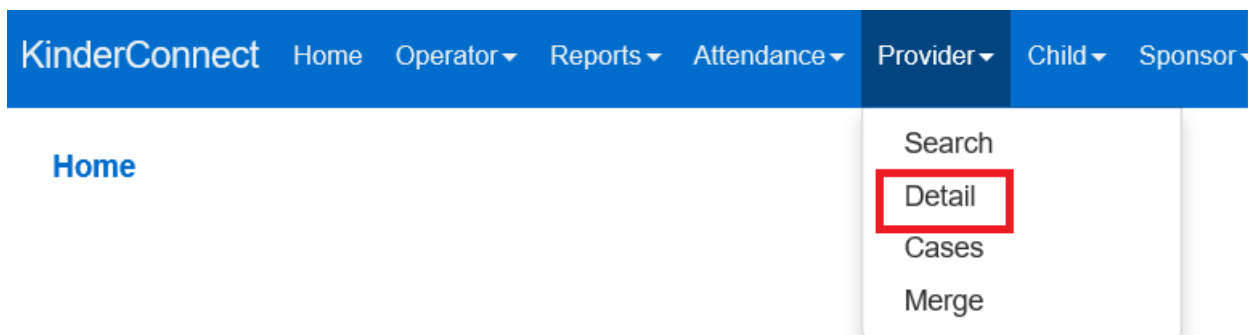 KinderConnect Home Operator Reports Attendance Provider Child Sponsor
Home
Search
Detail
Cases
Merge